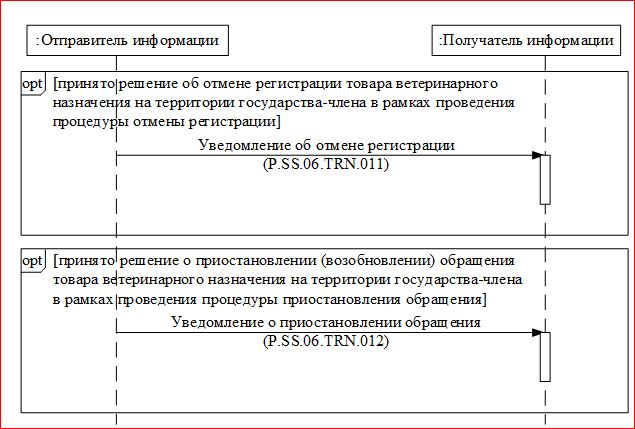 :Отправитель информации
:Получатель информации
opt
[принято решение об отмене регистрации товара ветеринарного
назначения на территории государства-члена в рамках проведения
процедуры отмены регистрации]
Уведомление об отмене регистрации
(P.SS.06.TRN.011)
opt
[принято решение о приостановлении (возобновлении) обращения
товара ветеринарного назначения на территории государства-члена
в рамках проведения процедуры приостановления обращения]
Уведомление о приостановлении обращения
(P.SS.06.TRN.012)